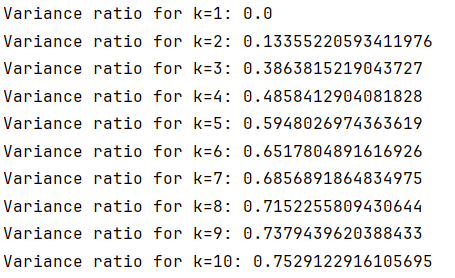 Variance ratio for k=1: 0.0
Variance ratio for k=2: 0.13355220593411976
Variance ratio for k=3: 0.3863815219043727
Variance ratio for k=4: 0.4858412904081828
Variance ratio for k=5: 0.5948026974363619
Variance ratio for k=6: 0.6517804891616926
Variance ratio for k=7: 0.6856891864834975
Variance ratio for k=8: 0.7152255809430644
Variance ratio for k=9: 0.7379439620388433
Variance ratio for k=10: 0.7529122916105695